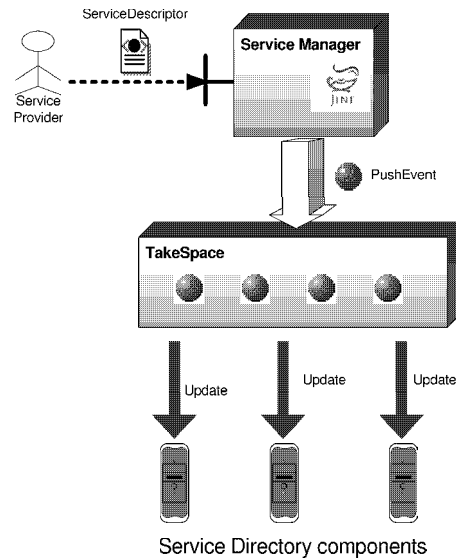 ServiceDescriptor
Service Manager
JINI
Service
Provider
PushEvent
TakeSpace
Update
Update
Update
Service Directory components